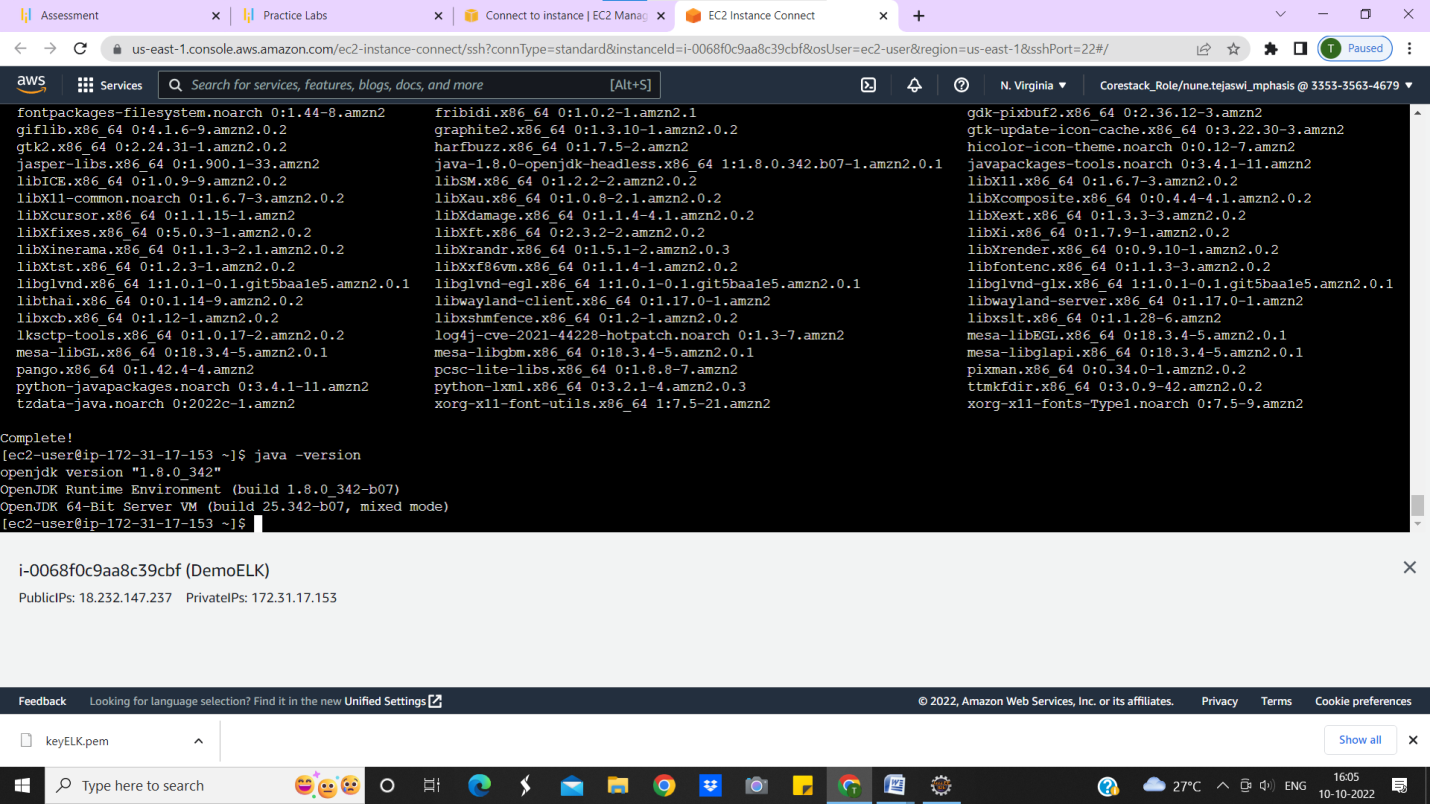 Assessment
Practice Labs
Connect to instance | EC2 Manag
EC2 Instance Connect
us-east-1.console.aws.amazon.com/ec2-instance-connect/ssh?connType=standard&instanceId=i-0068f0c9aa8c39cbf&osUser=ec2-user&region=us-east-1&sshPort=22#/
T Paused
aws Services Search for services, features, blogs, docs, and more [Alt+S] N. Virginia Corestack_Role/nune.tejaswi_mphasis @ 3353-3563-4679
fontpackages-filesystem.noarch 0:1.44-8.amzn2 fribidi.x86_64 0:1.0.2-1.amzn2.1 gdk-pixbuf2.x86_64 0:2.36.12-3.amzn2
giflib.x86_64 0:4.1.6-9.amzn2.0.2 graphite2.x86_64 0:1.3.10-1.amzn2.0.2 gtk-update-icon-cache.x86_64 0:3.22.30-3.amzn2
gtk2.x86_64 0:2.24.31-1.amzn2.0.2 harfbuzz.x86_64 0:1.7.5-2.amzn2 hicolor-icon-theme.noarch 0:0.12-7.amzn2
jasper-libs.x86_64 0:1.900.1-33.amzn2 java-1.8.0-openjdk-headless.x86_64 1:1.8.0.342.b07-1.amzn2.0.1 javapackages-tools.noarch 0:3.4.1-11.amzn2
libICE.x86_64 0:1.0.9-9.amzn2.0.2 libSM.x86_64 0:1.2.2-2.amzn2.0.2 libX11.x86_64 0:1.6.7-3.amzn2.0.2
libX11-common.noarch 0:1.6.7-3.amzn2.0.2 libXau.x86_64 0:1.0.8-2.1.amzn2.0.2 libXcomposite.x86_64 0:0.4.4-4.1.amzn2.0.2
libXcursor.x86_64 0:1.1.15-1.amzn2 libXdamage.x86_64 0:1.1.4-4.1.amzn2.0.2 libXext.x86_64 0:1.3.3-3.amzn2.0.2
libXfixes.x86_64 0:5.0.3-1.amzn2.0.2 libXft.x86_64 0:2.3.2-2.amzn2.0.2 libXi.x86_64 0:1.7.9-1.amzn2.0.2
libXinerama.x86_64 0:1.1.3-2.1.amzn2.0.2 libXrandr.x86_64 0:1.5.1-2.amzn2.0.3 libXrender.x86_64 0:0.9.10-1.amzn2.0.2
libXtst.x86_64 0:1.2.3-1.amzn2.0.2 libXxf86vm.x86_64 0:1.1.4-1.amzn2.0.2 libfontenc.x86_64 0:1.1.3-3.amzn2.0.2
libglvnd.x86_64 1:1.0.1-0.1.git5baa1e5.amzn2.0.1 libglvnd-egl.x86_64 1:1.0.1-0.1.git5baa1e5.amzn2.0.1 libglvnd-glx.x86_64 1:1.0.1-0.1.git5baa1e5.amzn2.0.1
libthai.x86_64 0:0.1.14-9.amzn2.0.2 libwayland-client.x86_64 0:1.17.0-1.amzn2 libwayland-server.x86_64 0:1.17.0-1.amzn2
libxcb.x86_64 0:1.12-1.amzn2.0.2 libxshmfence.x86_64 0:1.2-1.amzn2.0.2 libxslt.x86_64 0:1.1.28-6.amzn2
lksctp-tools.x86_64 0:1.0.17-2.amzn2.0.2 log4j-cve-2021-44228-hotpatch.noarch 0:1.3-7.amzn2 mesa-libEGL.x86_64 0:18.3.4-5.amzn2.0.1
mesa-libGL.x86_64 0:18.3.4-5.amzn2.0.1 mesa-libgbm.x86_64 0:18.3.4-5.amzn2.0.1 mesa-libglapi.x86_64 0:18.3.4-5.amzn2.0.1
pango.x86_64 0:1.42.4-4.amzn2 pcsc-lite-libs.x86_64 0:1.8.8-7.amzn2 pixman.x86_64 0:0.34.0-1.amzn2.0.2
python-javapackages.noarch 0:3.4.1-11.amzn2 python-lxml.x86_64 0:3.2.1-4.amzn2.0.3 ttmkfdir.x86_64 0:3.0.9-42.amzn2.0.2
tzdata-java.noarch 0:2022c-1.amzn2 xorg-x11-font-utils.x86_64 1:7.5-21.amzn2 xorg-x11-fonts-Type1.noarch 0:7.5-9.amzn2
Complete!
[ec2-user@ip-172-31-17-153 ~]$ java -version
openjdk version "1.8.0_342"
OpenJDK Runtime Environment (build 1.8.0_342-b07)
OpenJDK 64-Bit Server VM (build 25.342-b07, mixed mode)
[ec2-user@ip-172-31-17-153 ~]$
i-0068f0c9aa8c39cbf (DemoELK)
PublicIPs: 18.232.147.237 PrivateIPs: 172.31.17.153
Feedback Looking for language selection? Find it in the new Unified Settings © 2022, Amazon Web Services, Inc. or its affiliates. Privacy Terms Cookie preferences
keyELK.pem Show all
Type here to search 27°C ENG 16:05
10-10-2022